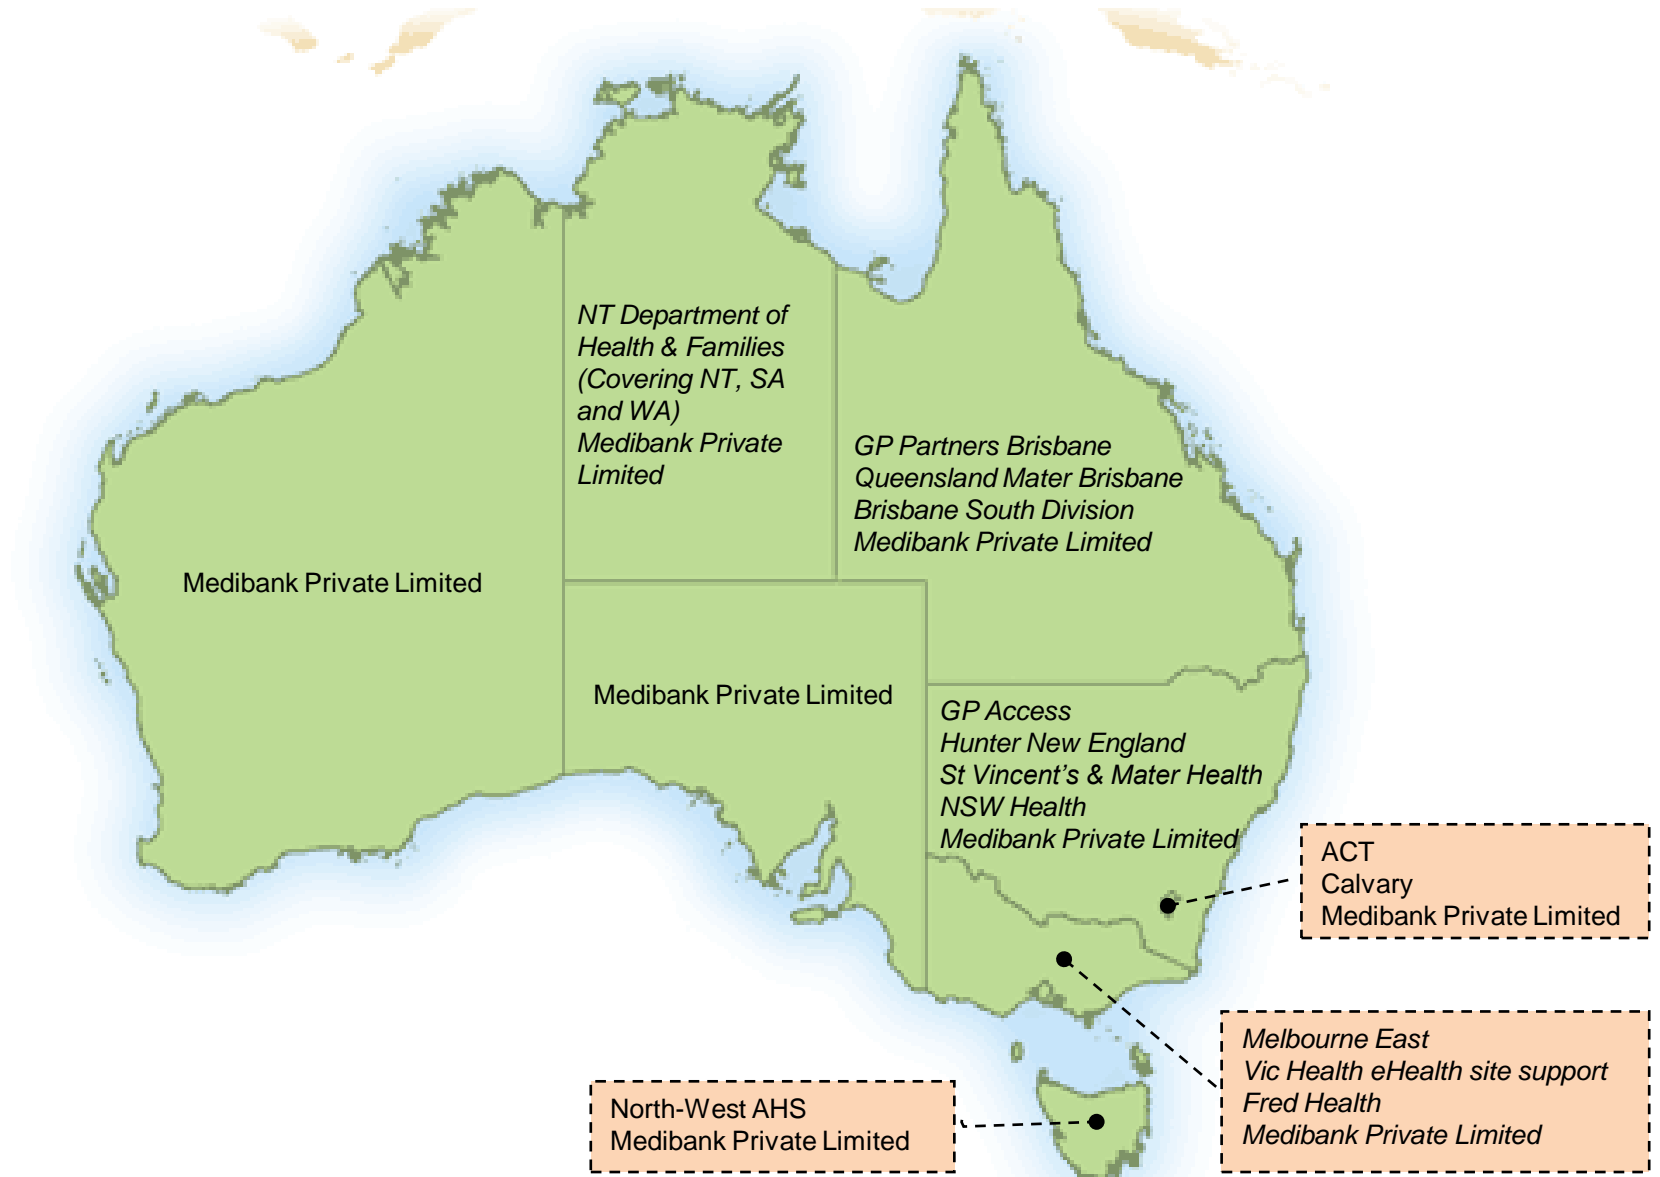 NT Department of
Health & Families
(Covering NT, SA
and WA)
Medibank Private
Limited
GP Partners Brisbane
Queensland Mater Brisbane
Brisbane South Division
Medibank Private Limited
Medibank Private Limited
Medibank Private Limited
GP Access
Hunter New England
St Vincent’s & Mater Health
NSW Health
Medibank Private Limited
ACT
Calvary
Medibank Private Limited
Melbourne East
Vic Health eHealth site support
Fred Health
Medibank Private Limited
North-West AHS
Medibank Private Limited